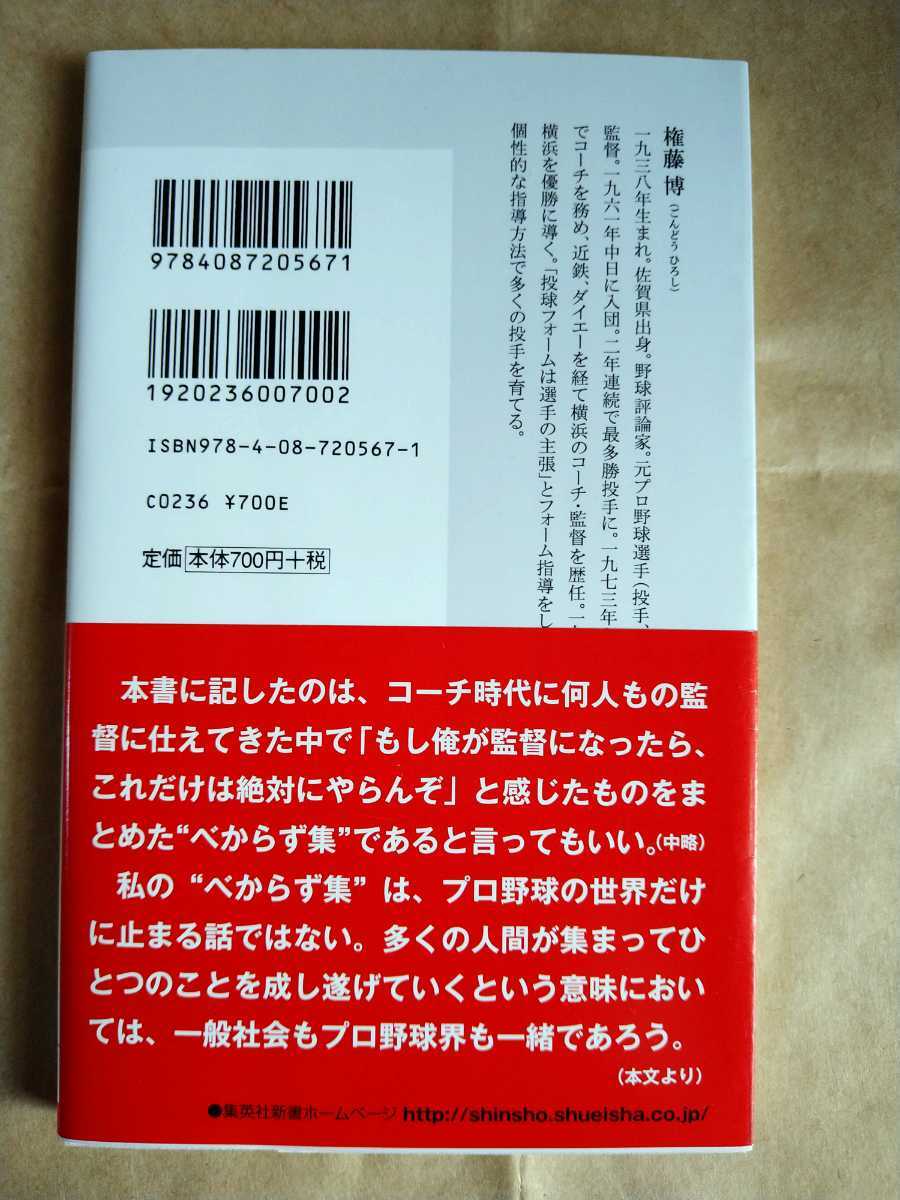 権藤 博（ごんどう ひろし）
一九三八年生まれ。佐賀県出身。野球評論家。元プロ野球選手（投手、
監督。一九六一年中日に入団。二年連続で最多勝投手に。一九七三年
でコーチを務め、近鉄、ダイエーを経て横浜のコーチ・監督を歴任。一
横浜を優勝に導く。「投球フォームは選手の主張」とフォーム指導をし
個性的な指導方法で多くの投手を育てる。
9784087205671
1920236007002
ISBN978-4-08-720567-1
C0236 ¥700E
定価 本体700円+税
本書に記したのは、コーチ時代に何人もの監
督に仕えてきた中で「もし俺が監督になったら、
これだけは絶対にやらんぞ」と感じたものをま
とめた“べからず集”であると言ってもいい。（中略）
私の“べからず集”は、プロ野球の世界だけ
に止まる話ではない。多くの人間が集まってひ
とつのことを成し遂げていくという意味におい
ては、一般社会もプロ野球界も一緒であろう。
（本文より）
●集英社新書ホームページ http://shinsho.shueisha.co.jp/